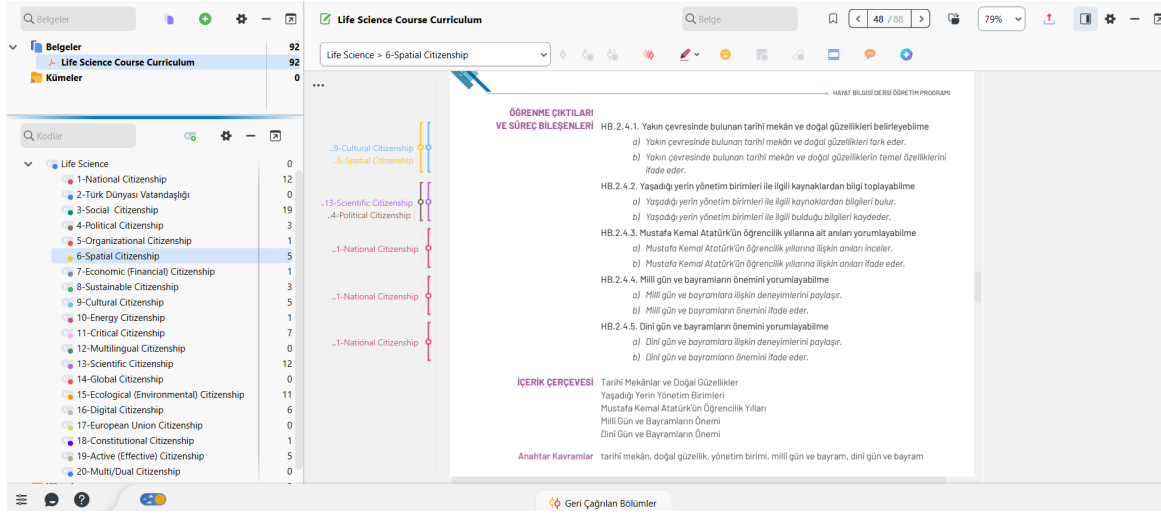 Belgeler
Belgeler 92
Life Science Course Curriculum 92
Kümeler 0
Kodlar
Life Science 0
1-National Citizenship 12
2-Türk Dünyası Vatandaşlığı 0
3-Social Citizenship 19
4-Political Citizenship 3
5-Organizational Citizenship 1
6-Spatial Citizenship 5
7-Economic (Financial) Citizenship 1
8-Sustainable Citizenship 3
9-Cultural Citizenship 5
10-Energy Citizenship 1
11-Critical Citizenship 7
12-Multilingual Citizenship 0
13-Scientific Citizenship 12
14-Global Citizenship 0
15-Ecological (Environmental) Citizenship 11
16-Digital Citizenship 6
17-European Union Citizenship 0
18-Constitutional Citizenship 1
19-Active (Effective) Citizenship 5
20-Multi/Dual Citizenship 0
Life Science Course Curriculum
Belge
48 / 88
79%
Life Science > 6-Spatial Citizenship
HAYAT BİLGİSİ DERSİ ÖĞRETİM PROGRAMI
ÖĞRENME ÇIKTILARI
VE SÜREÇ BİLEŞENLERİ HB.2.4.1. Yakın çevresinde bulunan tarihî mekân ve doğal güzellikleri belirleyebilme
..9-Cultural Citizenship
..6-Spatial Citizenship
a) Yakın çevresinde bulunan tarihî mekân ve doğal güzellikleri fark eder.
b) Yakın çevresinde bulunan tarihî mekân ve doğal güzelliklerin temel özelliklerini
ifade eder.
HB.2.4.2. Yaşadığı yerin yönetim birimleri ile ilgili kaynaklardan bilgi toplayabilme
..13-Scientific Citizenship
..4-Political Citizenship
a) Yaşadığı yerin yönetim birimleri ile ilgili kaynaklardan bilgileri bulur.
b) Yaşadığı yerin yönetim birimleri ile ilgili bulduğu bilgileri kaydeder.
HB.2.4.3. Mustafa Kemal Atatürk'ün öğrencilik yıllarına ait anıları yorumlayabilme
..1-National Citizenship
a) Mustafa Kemal Atatürk'ün öğrencilik yıllarına ilişkin anıları inceler.
b) Mustafa Kemal Atatürk'ün öğrencilik yıllarına ilişkin anıları ifade eder.
HB.2.4.4. Millî gün ve bayramların önemini yorumlayabilme
..1-National Citizenship
a) Millî gün ve bayramlara ilişkin deneyimlerini paylaşır.
b) Millî gün ve bayramların önemini ifade eder.
HB.2.4.5. Dinî gün ve bayramların önemini yorumlayabilme
..1-National Citizenship
a) Dinî gün ve bayramlara ilişkin deneyimlerini paylaşır.
b) Dinî gün ve bayramların önemini ifade eder.
İÇERİK ÇERÇEVESİ Tarihî Mekânlar ve Doğal Güzellikler
Yaşadığı Yerin Yönetim Birimleri
Mustafa Kemal Atatürk'ün Öğrencilik Yılları
Millî Gün ve Bayramların Önemi
Dinî Gün ve Bayramların Önemi
Anahtar Kavramlar tarihî mekân, doğal güzellik, yönetim birimi, millî gün ve bayram, dinî gün ve bayram
Geri Çağrılan Bölümler